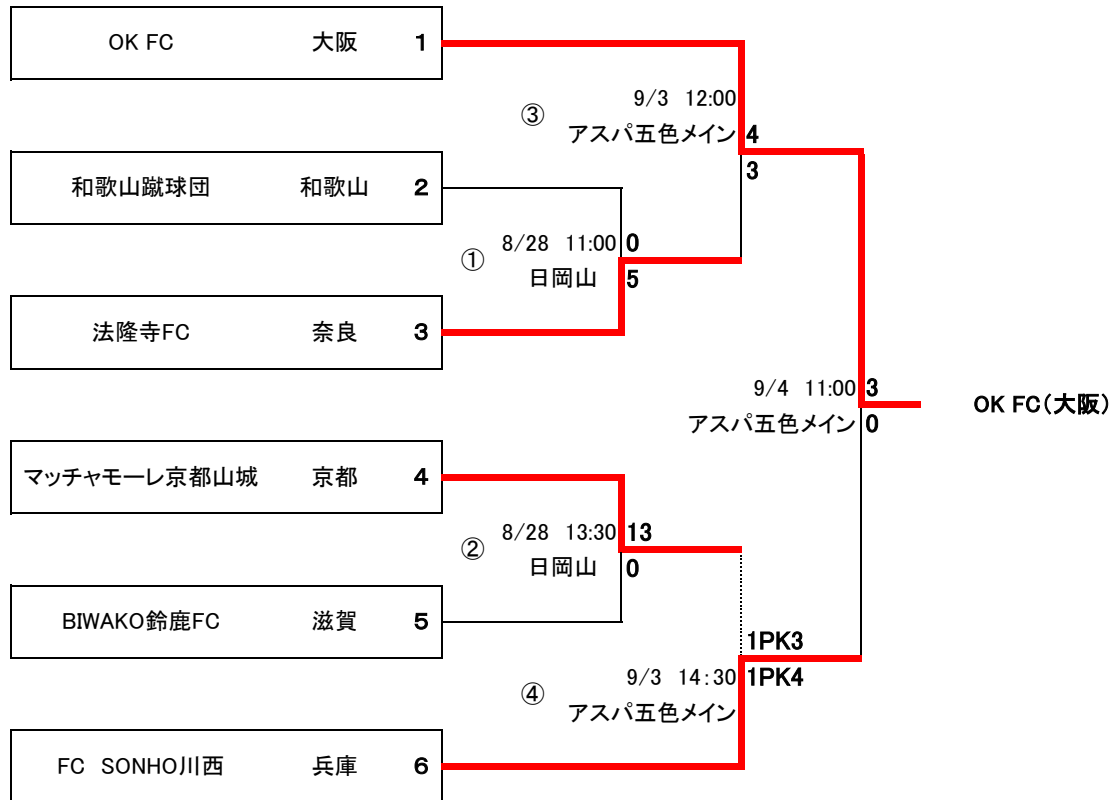 OK FC 大阪 1
9/3 12:00
③
アスパ五色メイン 4
3
和歌山蹴球団 和歌山 2
8/28 11:00 0
①
日岡山 5
法隆寺FC 奈良 3
9/4 11:00 3
OK FC(大阪)
アスパ五色メイン 0
マッチャモーレ京都山城 京都 4
8/28 13:30 13
②
日岡山 0
BIWAKO鈴鹿FC 滋賀 5
1PK3
9/3 14:30 1PK4
④
アスパ五色メイン
FC SONHO川西 兵庫 6